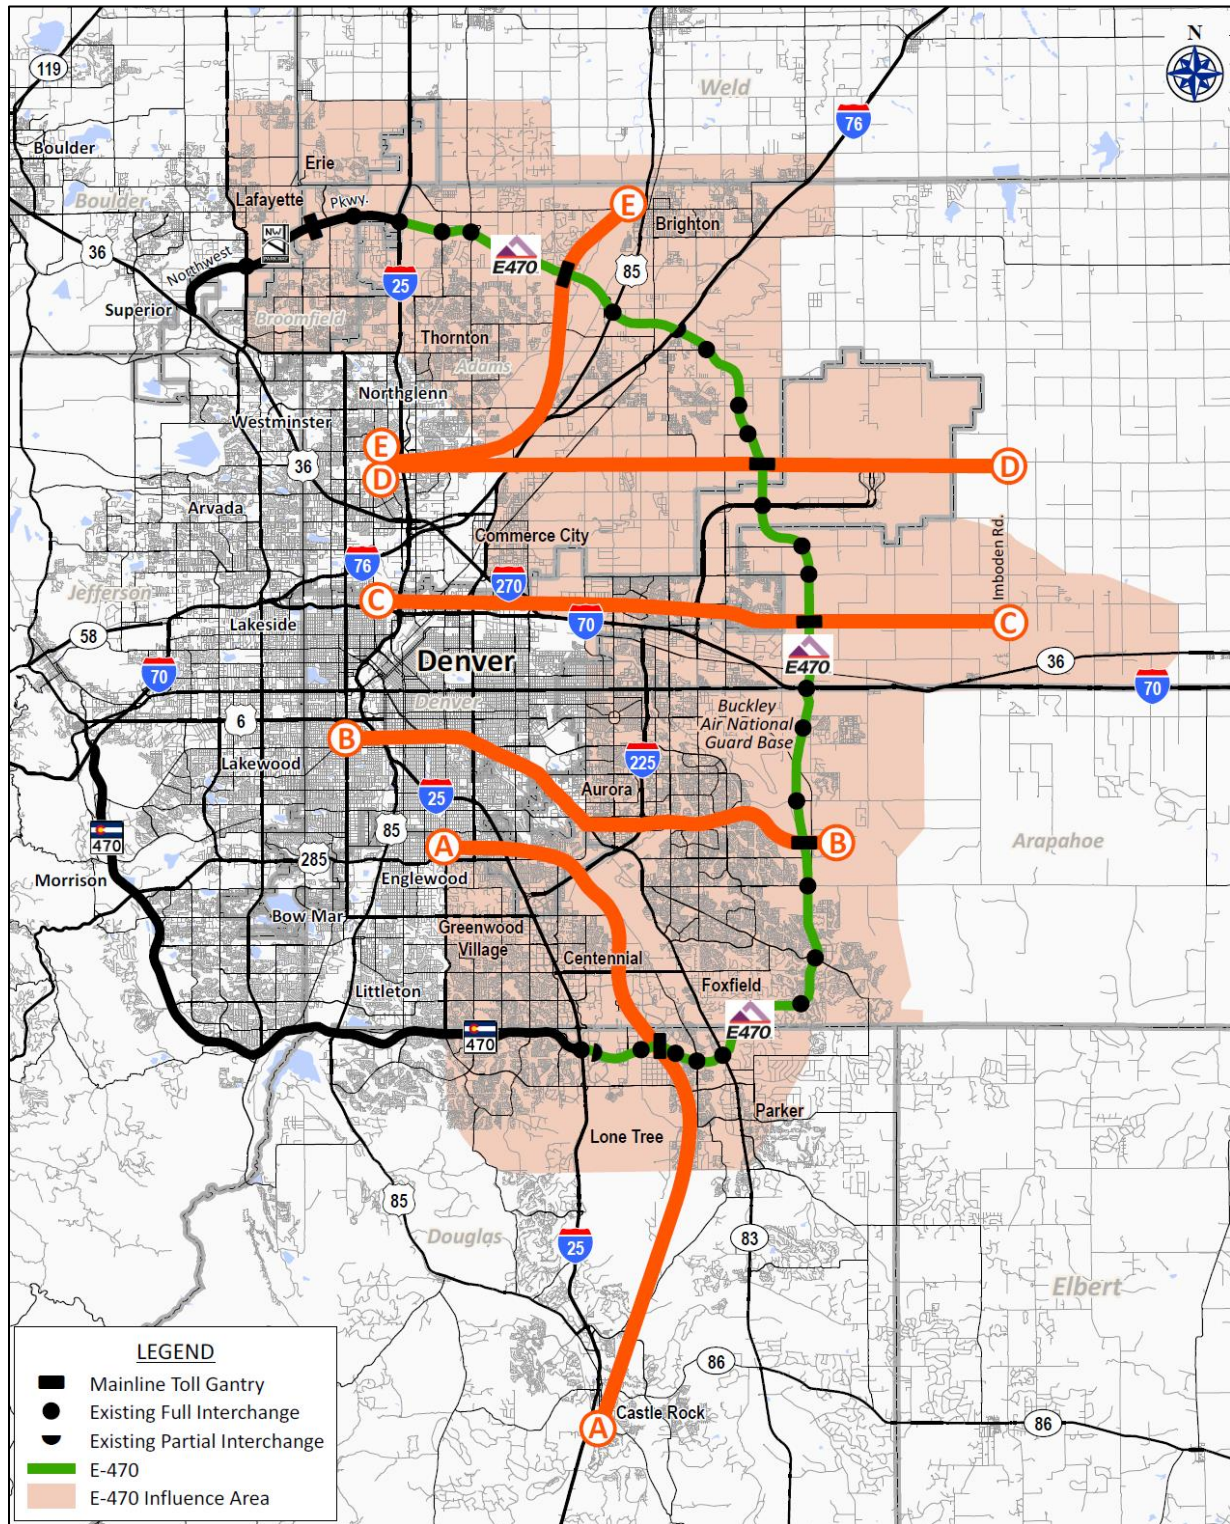 N
119
Weld
76
Boulder
Erie
Boulder
Lafayette
Pkwy.
E
Brighton
NW
PARKWAY
36
Northwest
E470
85
25
Superior
Broomfield
Thornton
Adams
Northglenn
Westminster
E
36
D
D
Arvada
Commerce City
Imboden Rd.
76
270
Jefferson
C
C
58
Lakeside
70
Denver
E470
36
70
70
Denver
Buckley
Air National
Guard Base
6
B
Lakewood
225
25
Aurora
85
470
A
B
Arapahoe
285
Morrison
Englewood
Bow Mar
Greenwood
Village
Centennial
Foxfield
Littleton
E470
470
Parker
Lone Tree
85
Douglas
25
83
Elbert
86
Castle Rock
A
86
LEGEND
Mainline Toll Gantry
Existing Full Interchange
Existing Partial Interchange
E-470
E-470 Influence Area